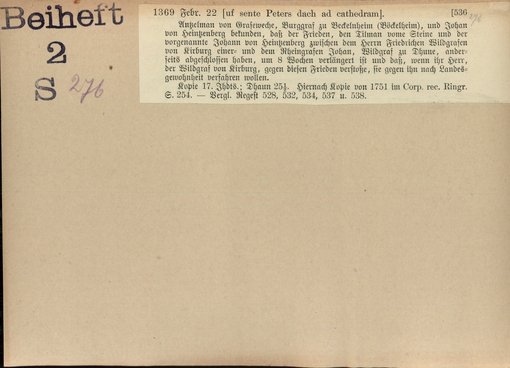 Beiheft
2
S 276
1369 Febr. 22 [uf sente Peters dach ad cathedram]. [536
276
Antzelman von Grasewehe, Burggraf zu Beckelnheim (Böckelheim), und Johan
von Heintzenberg bekunden, daß der Frieden, den Tilman vome Steine und der
vorgenannte Johann von Heintzenberg zwischen dem Herrn Friedrichen Wildgrafen
von Kirburg einer- und dem Rheingrafen Johann, Wildgraf zu Dhune, ander-
seits abgeschlossen haben, um 8 Wochen verlängert ist und daß, wenn ihr Herr,
der Wildgraf von Kirburg, gegen diesen Frieden verstoße, sie gegen ihn nach Landes-
gewohnheit verfahren wollen.
Kopie 17. Jhdts.; Dhaun 254. Hiernach Kopie von 1751 im Corp. rec. Ringr.
S. 254. — Vergl. Regest 528, 532, 534, 537 u. 538.